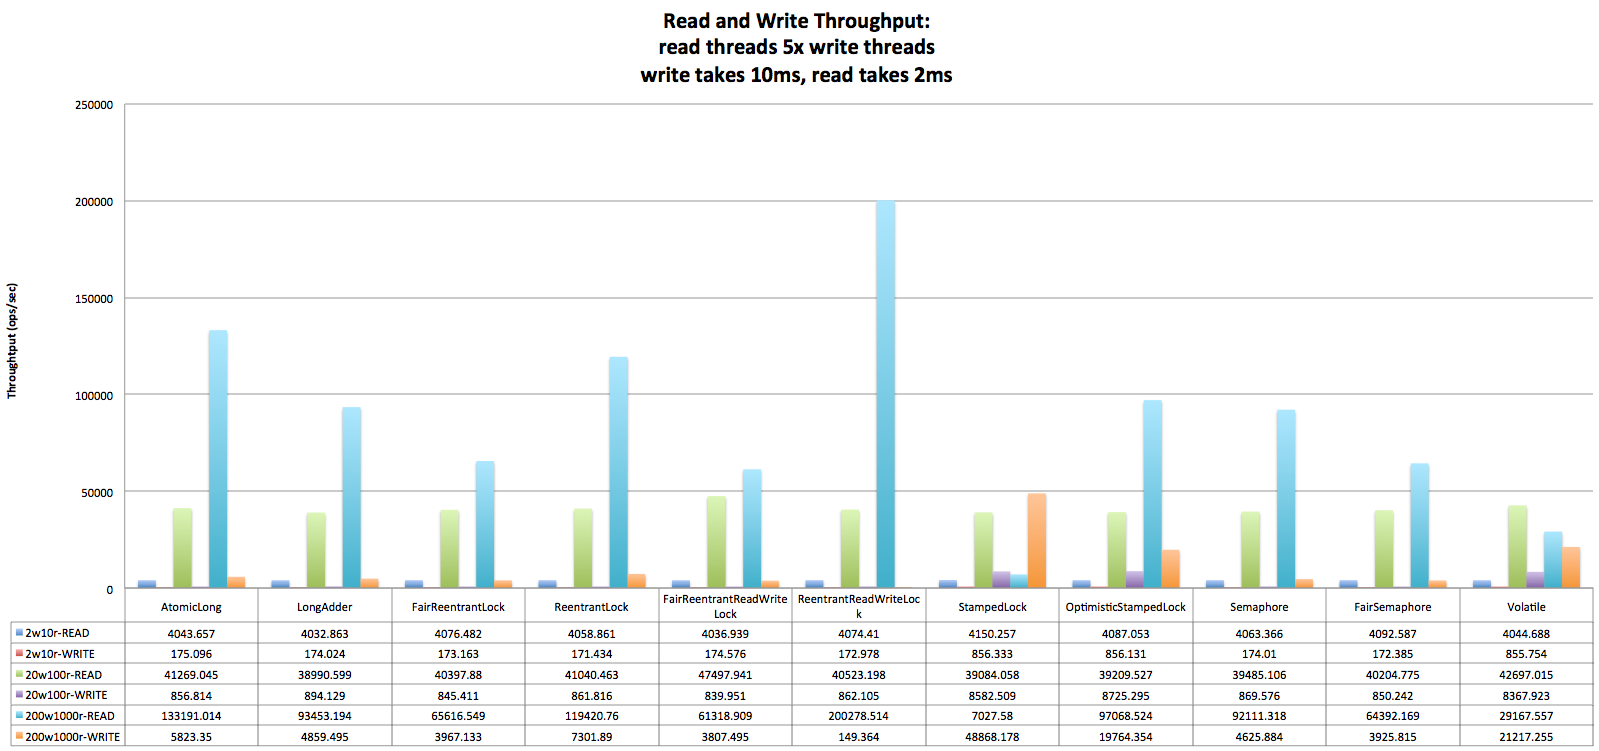 Read and Write Throughput:
read threads 5x write threads
write takes 10ms, read takes 2ms
250000
200000
150000
100000
50000
0
Throughtput (ops/sec)
AtomicLong LongAdder FairReentrantLock ReentrantLock FairReentrantReadWrite ReentrantReadWriteLoc StampedLock OptimisticStampedLock Semaphore FairSemaphore Volatile
Lock k
2w10r-READ 4043.657 4032.863 4076.482 4058.861 4036.939 4074.41 4150.257 4087.053 4063.366 4092.587 4044.688
2w10r-WRITE 175.096 174.024 173.163 171.434 174.576 172.978 856.333 856.131 174.01 172.385 855.754
20w100r-READ 41269.045 38990.599 40397.88 41040.463 47497.941 40523.198 39084.058 39209.527 39485.106 40204.775 42697.015
20w100r-WRITE 856.814 894.129 845.411 861.816 839.951 862.105 8582.509 8725.295 869.576 850.242 8367.923
200w1000r-READ 133191.014 93453.194 65616.549 119420.76 61318.909 200278.514 7027.58 97068.524 92111.318 64392.169 29167.557
200w1000r-WRITE 5823.35 4859.495 3967.133 7301.89 3807.495 149.364 48868.178 19764.354 4625.884 3925.815 21217.255